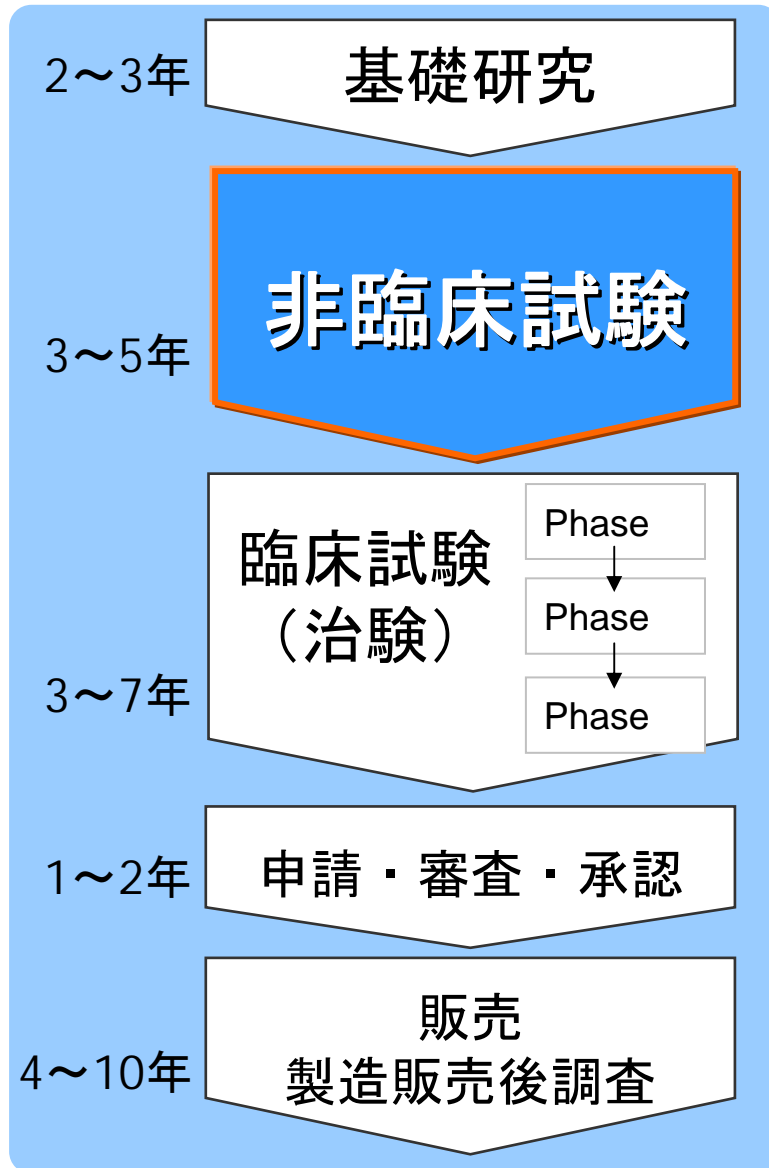 2～3年
基礎研究
3～5年
非臨床試験
臨床試験
（治験）
Phase
Phase
Phase
3～7年
1～2年
申請・審査・承認
4～10年
販売
製造販売後調査